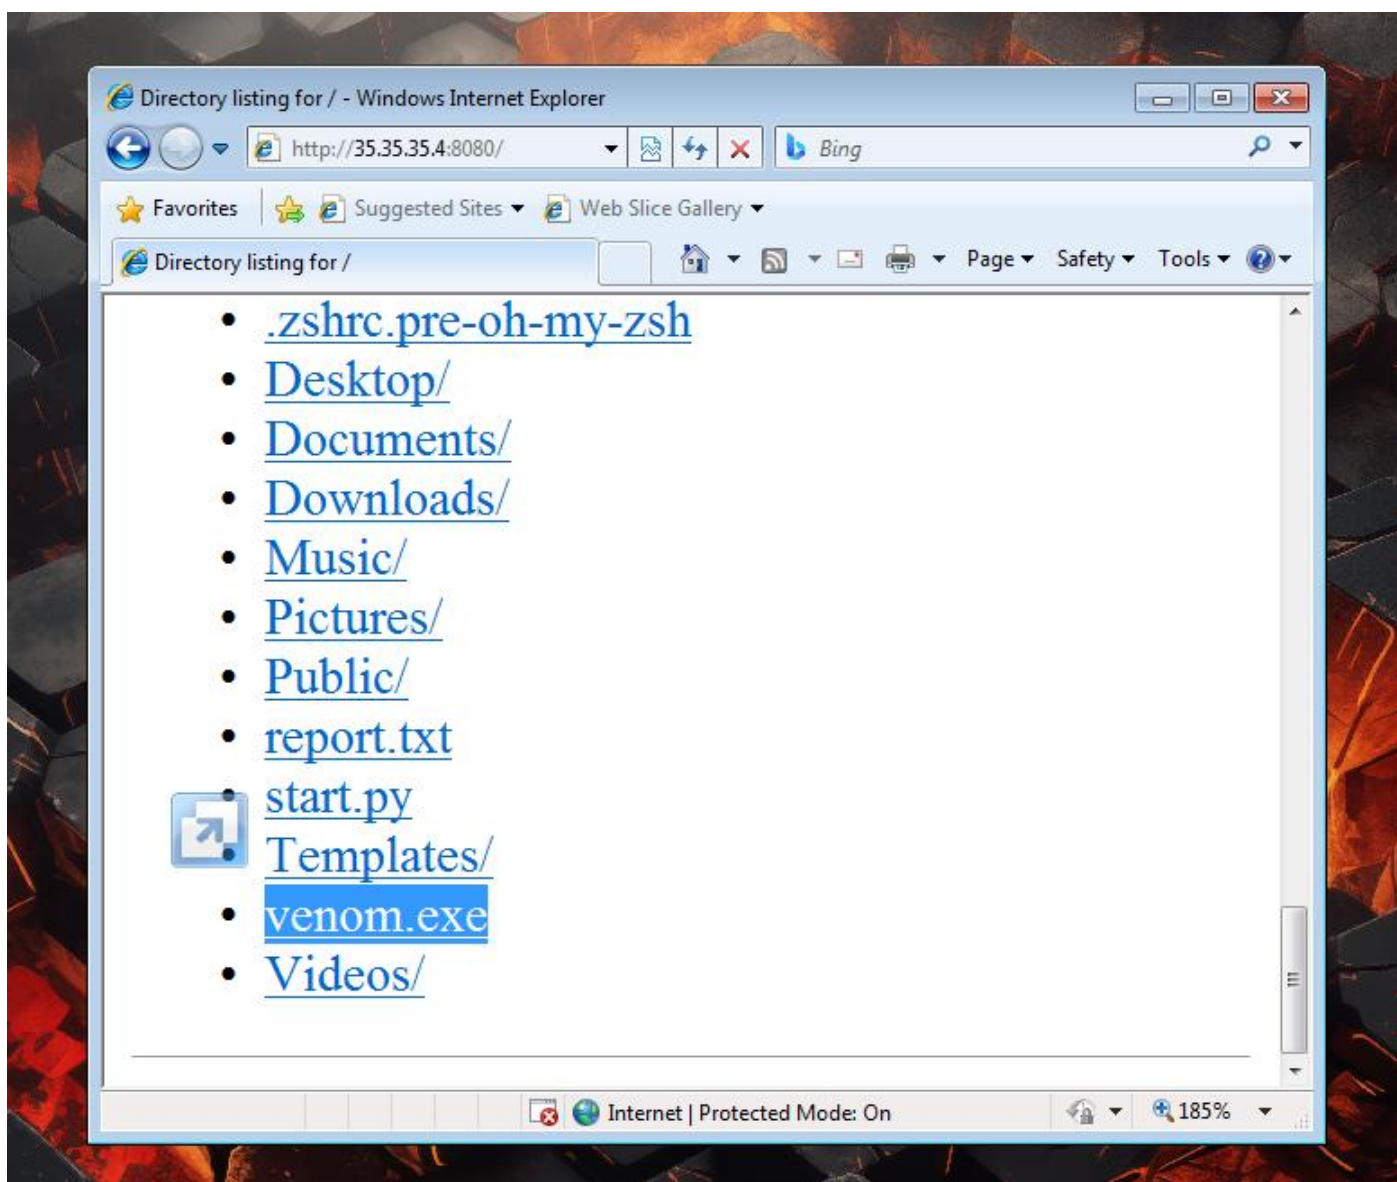 Directory listing for / - Windows Internet Explorer
http://35.35.35.4:8080/ Bing
Favorites Suggested Sites Web Slice Gallery
Directory listing for / Page Safety Tools
.zshrc.pre-oh-my-zsh
Desktop/
Documents/
Downloads/
Music/
Pictures/
Public/
report.txt
start.py
Templates/
venom.exe
Videos/
Internet | Protected Mode: On 185%